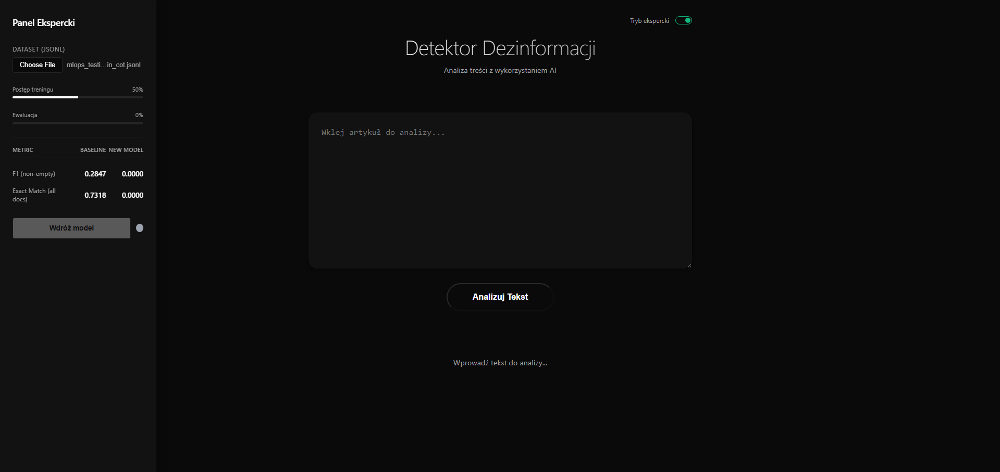 Panel Ekspercki
DATASET (JSONL)
Choose File mlops_testi...in_cot.jsonl
Postęp treningu 50%
Ewaluacja 0%
METRIC BASELINE NEW MODEL
F1 (non-empty) 0.2847 0.0000
Exact Match (all
docs) 0.7318 0.0000
Wdróż model
Tryb ekspercki
Detektor Dezinformacji
Analiza treści z wykorzystaniem AI
Wklej artykuł do analizy...
Analizuj Tekst
Wprowadź tekst do analizy...